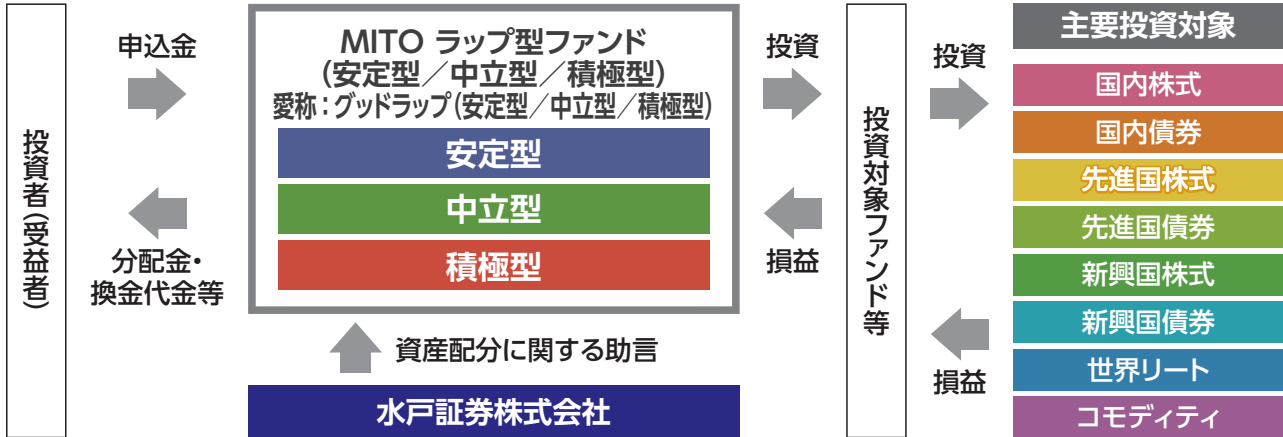 投資者(受益者)
申込金
分配金・
換金代金等
MITO ラップ型ファンド
(安定型／中立型／積極型)
愛称：グッドラップ(安定型／中立型／積極型)
安定型
中立型
積極型
資産配分に関する助言
水戸証券株式会社
投資
損益
投資対象ファンド等
投資
損益
主要投資対象
国内株式
国内債券
先進国株式
先進国債券
新興国株式
新興国債券
世界リート
コモディティ